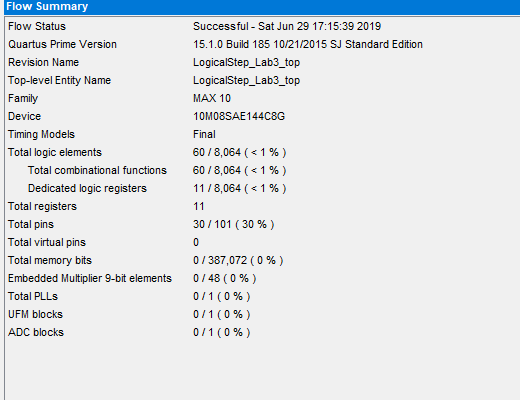 Flow Summary
Flow Status Successful - Sat Jun 29 17:15:39 2019
Quartus Prime Version 15.1.0 Build 185 10/21/2015 SJ Standard Edition
Revision Name LogicalStep_Lab3_top
Top-level Entity Name LogicalStep_Lab3_top
Family MAX 10
Device 10M08SAE144C8G
Timing Models Final
Total logic elements 60 / 8,064 ( < 1 % )
Total combinational functions 60 / 8,064 ( < 1 % )
Dedicated logic registers 11 / 8,064 ( < 1 % )
Total registers 11
Total pins 30 / 101 ( 30 % )
Total virtual pins 0
Total memory bits 0 / 387,072 ( 0 % )
Embedded Multiplier 9-bit elements 0 / 48 ( 0 % )
Total PLLs 0 / 1 ( 0 % )
UFM blocks 0 / 1 ( 0 % )
ADC blocks 0 / 1 ( 0 % )